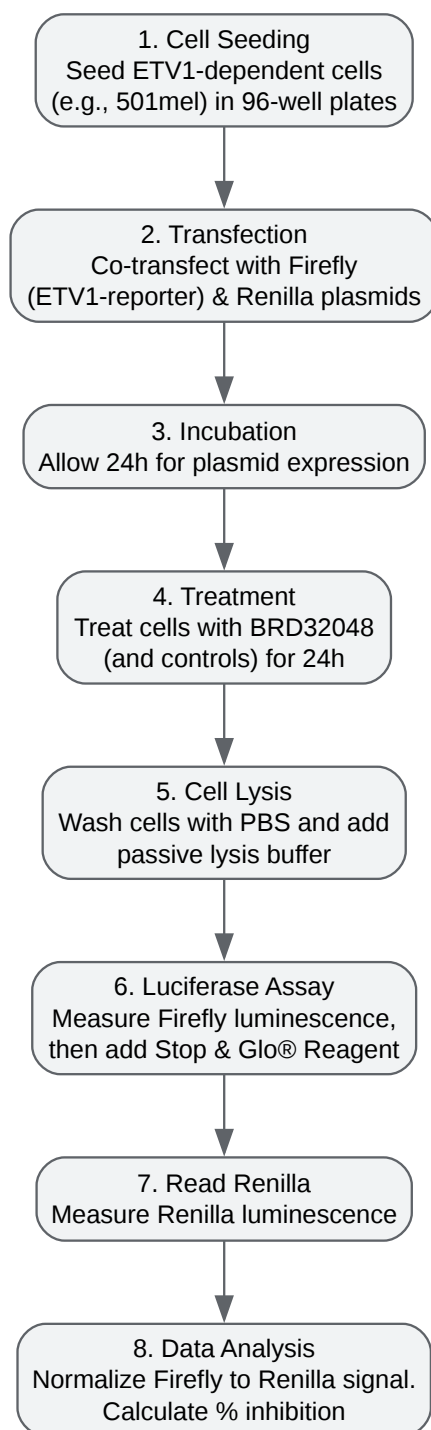 1. Cell Seeding
Seed ETV1-dependent cells
(e.g., 501mel) in 96-well plates
2. Transfection
Co-transfect with Firefly
(ETV1-reporter) & Renilla plasmids
3. Incubation
Allow 24h for plasmid expression
4. Treatment
Treat cells with BRD32048
(and controls) for 24h
5. Cell Lysis
Wash cells with PBS and add
passive lysis buffer
6. Luciferase Assay
Measure Firefly luminescence,
then add Stop & Glo® Reagent
7. Read Renilla
Measure Renilla luminescence
8. Data Analysis
Normalize Firefly to Renilla signal.
Calculate % inhibition